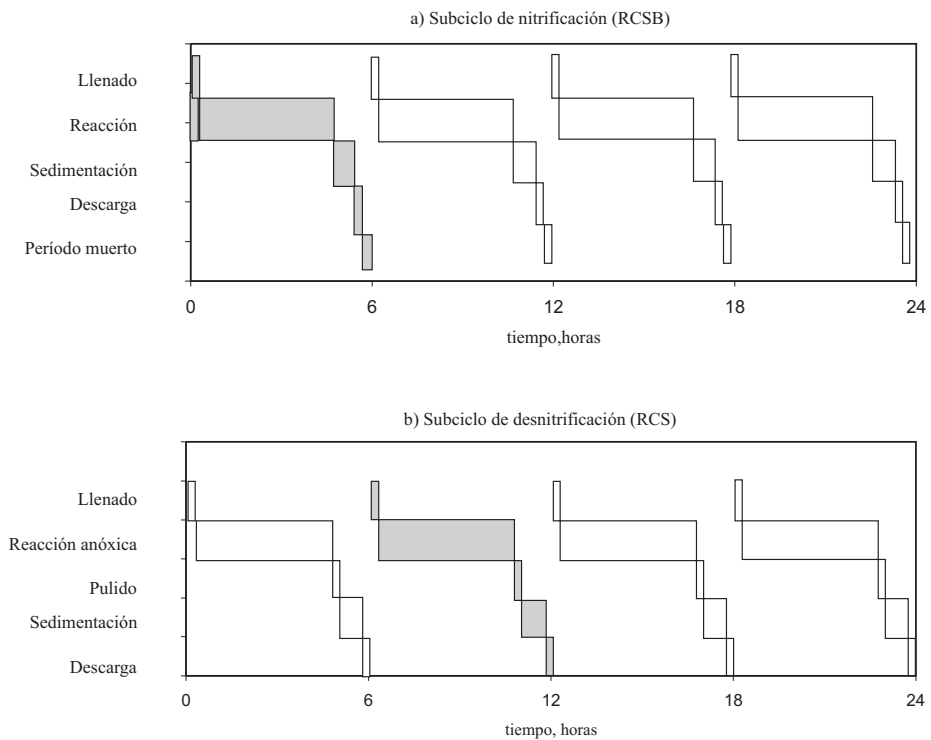 a) Subciclo de nitrificación (RCSB)
Llenado
Reacción
Sedimentación
Descarga
Período muerto
0 6 12 18 24
tiempo,horas
b) Subciclo de desnitrificación (RCS)
Llenado
Reacción anóxica
Pulido
Sedimentación
Descarga
0 6 12 18 24
tiempo, horas